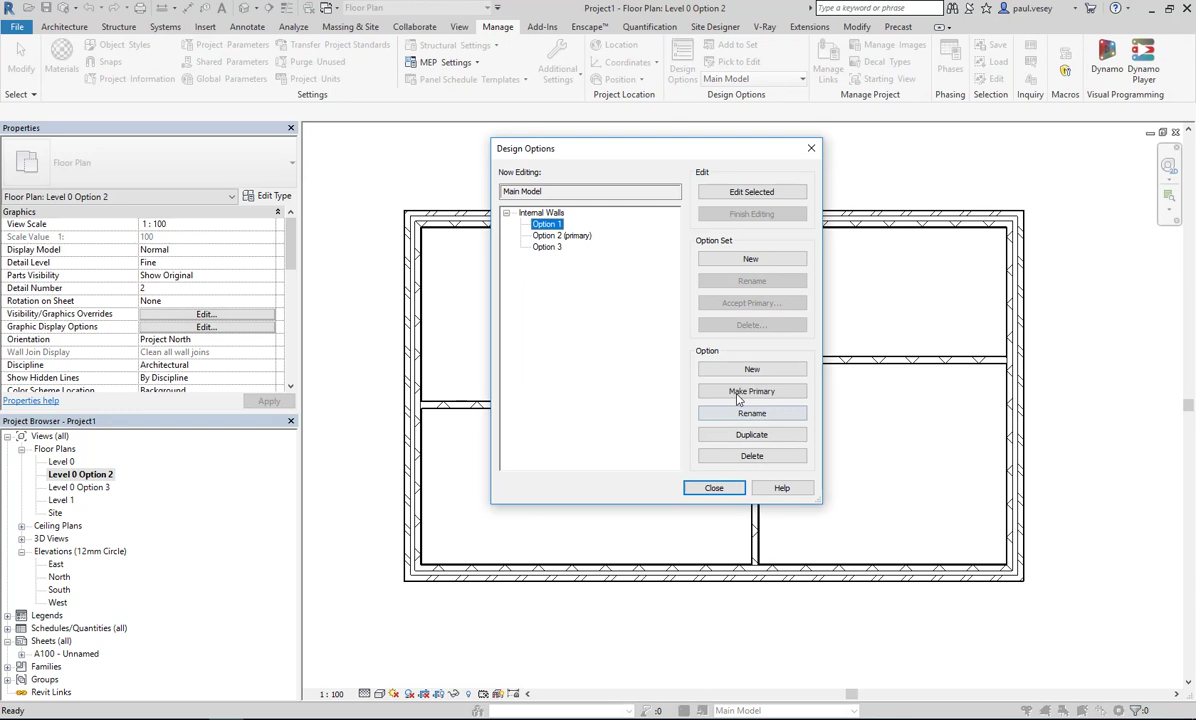 Floor Plan
Project1 - Floor Plan: Level 0 Option 2
Type a keyword or phrase
paul.vesey
File Architecture Structure Systems Insert Annotate Analyze Massing & Site Collaborate View Manage Add-Ins Enscape™ Quantification Site Designer V-Ray Extensions Modify Precast
Object Styles Project Parameters Transfer Project Standards Structural Settings Location Add to Set Manage Images Save
Snaps Shared Parameters Purge Unused MEP Settings Coordinates Pick to Edit Decal Types Load
Modify Materials Project Information Global Parameters Project Units Panel Schedule Templates Additional Settings Position Design Options Main Model Manage Links Starting View Phases Edit Dynamo Dynamo Player
Select Settings Project Location Design Options Manage Project Phasing Selection Inquiry Macros Visual Programming
Properties
Floor Plan
Floor Plan: Level 0 Option 2 Edit Type
Graphics
View Scale 1 : 100
Scale Value 1: 100
Display Model Normal
Detail Level Fine
Parts Visibility Show Original
Detail Number 2
Rotation on Sheet None
Visibility/Graphics Overrides Edit...
Graphic Display Options Edit...
Orientation Project North
Wall Join Display Clean all wall joins
Discipline Architectural
Show Hidden Lines By Discipline
Color Scheme Location Background
Properties help Apply
Project Browser - Project1
Views (all)
Floor Plans
Level 0
Level 0 Option 2
Level 0 Option 3
Level 1
Site
Ceiling Plans
3D Views
Elevations (12mm Circle)
East
North
South
West
Legends
Schedules/Quantities (all)
Sheets (all)
A100 - Unnamed
Families
Groups
Revit Links
Design Options
Now Editing:
Main Model
Internal Walls
Option 1
Option 2 (primary)
Option 3
Edit
Edit Selected
Finish Editing
Option Set
New
Rename
Accept Primary...
Delete...
Option
New
Make Primary
Rename
Duplicate
Delete
Close Help
2D
1 : 100
Ready
:0 Main Model :0